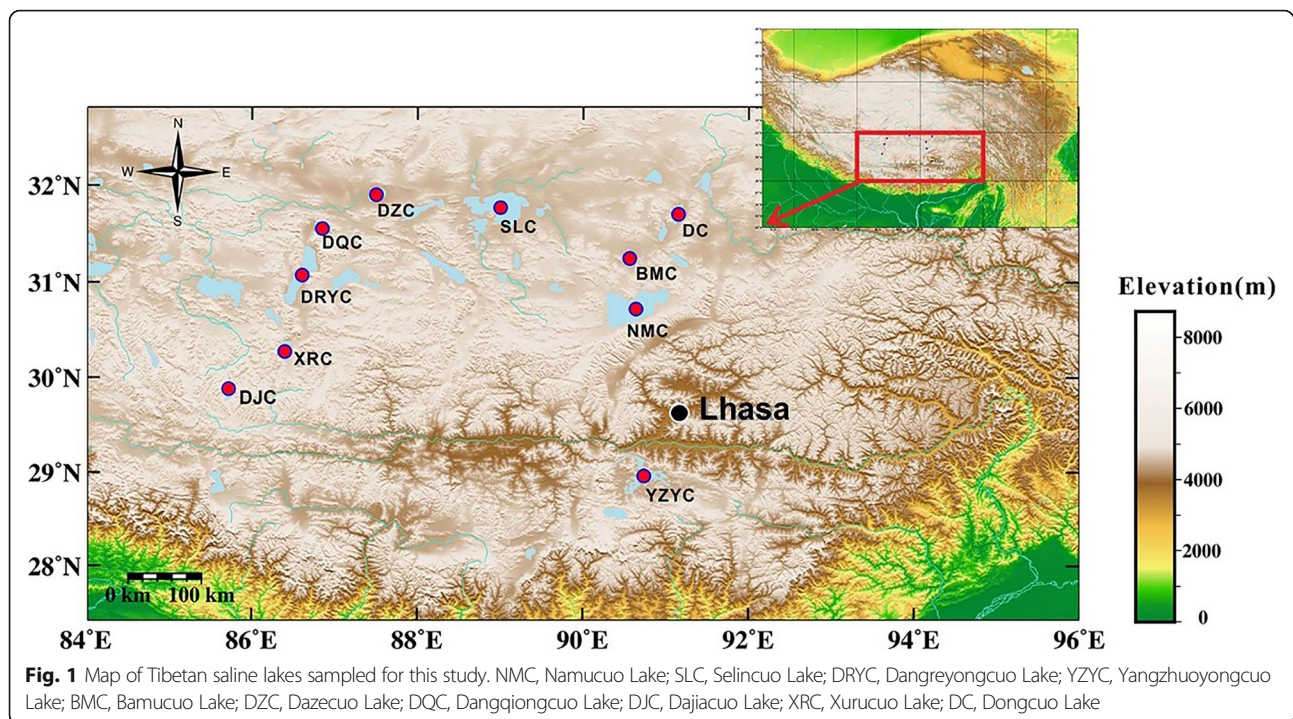 N
W E
S
32°N
31°N
30°N
29°N
28°N
DZC
SLC
DC
DQC
BMC
DRYC
NMC
XRC
DJC
Lhasa
YZYC
0 km 100 km
84°E 86°E 88°E 90°E 92°E 94°E 96°E
Elevation(m)
8000
6000
4000
2000
0
Fig. 1 Map of Tibetan saline lakes sampled for this study. NMC, Namucuo Lake; SLC, Selincuo Lake; DRYC, Dangreyongcuo Lake; YZYC, Yangzhuoyongcuo
Lake; BMC, Bamucuo Lake; DZC, Dazecuo Lake; DQC, Dangqiongcuo Lake; DJC, Dajiacuo Lake; XRC, Xurucuo Lake; DC, Dongcuo Lake